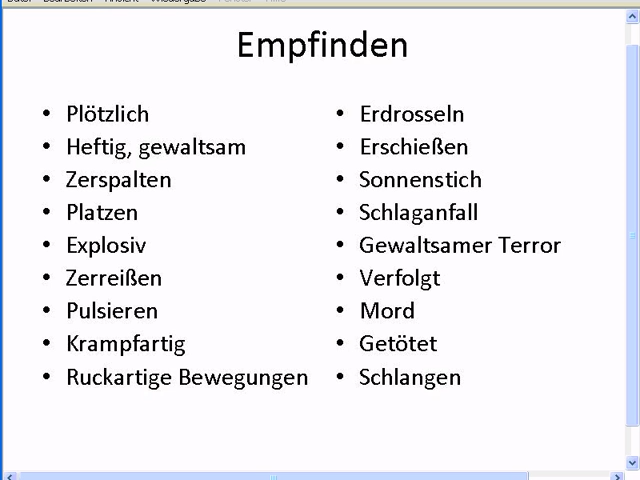 Empfinden
• Plötzlich
• Heftig, gewaltsam
• Zerspalten
• Platzen
• Explosiv
• Zerreißen
• Pulsieren
• Krampfartig
• Ruckartige Bewegungen
• Erdrosseln
• Erschießen
• Sonnenstich
• Schlaganfall
• Gewaltsamer Terror
• Verfolgt
• Mord
• Getötet
• Schlangen